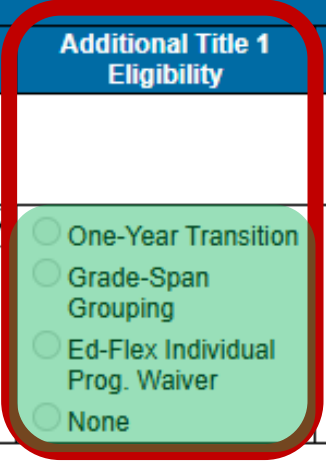 Additional Title 1
Eligibility
One-Year Transition
Grade-Span
Grouping
Ed-Flex Individual
Prog. Waiver
None